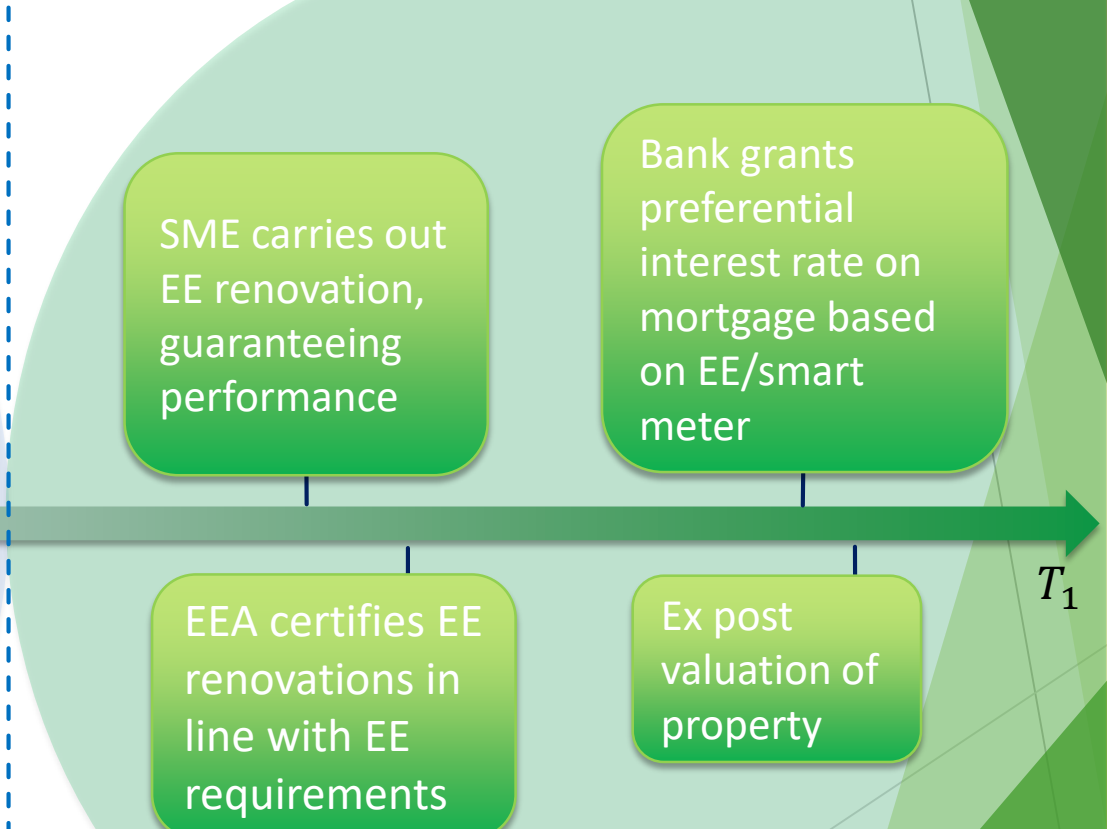 SME carries out
EE renovation,
guaranteeing
performance
Bank grants
preferential
interest rate on
mortgage based
on EE/smart
meter
EEA certifies EE
renovations in
line with EE
requirements
Ex post
valuation of
property
T₁